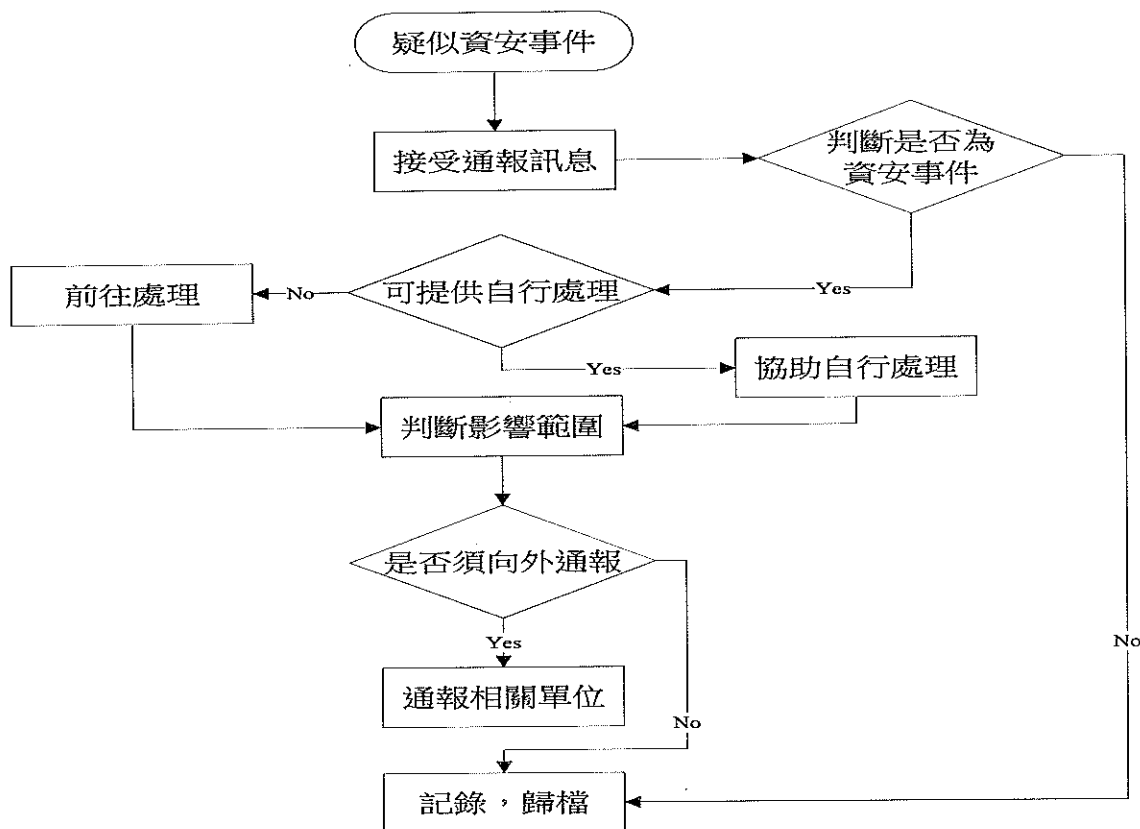 疑似資安事件
接受通報訊息
判斷是否為
資安事件
前往處理
No
可提供自行處理
Yes
Yes
協助自行處理
判斷影響範圍
是否須向外通報
Yes
No
通報相關單位
No
記錄，歸檔